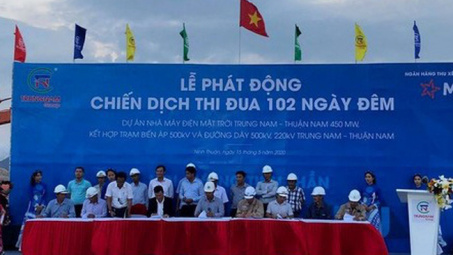 TRUNGNAM
Group
NGÂN HÀNG THƯƠNG
M
LỄ PHÁT ĐỘNG
CHIẾN DỊCH THI ĐUA 102 NGÀY ĐÊM
DỰ ÁN NHÀ MÁY ĐIỆN MẶT TRỜI TRUNG NAM – THUẬN NAM 450 MW,
KẾT HỢP TRẠM BIẾN ÁP 500KV VÀ ĐƯỜNG DÂY 500KV, 220KV TRUNG NAM – THUẬN NAM
TRUNGNAM